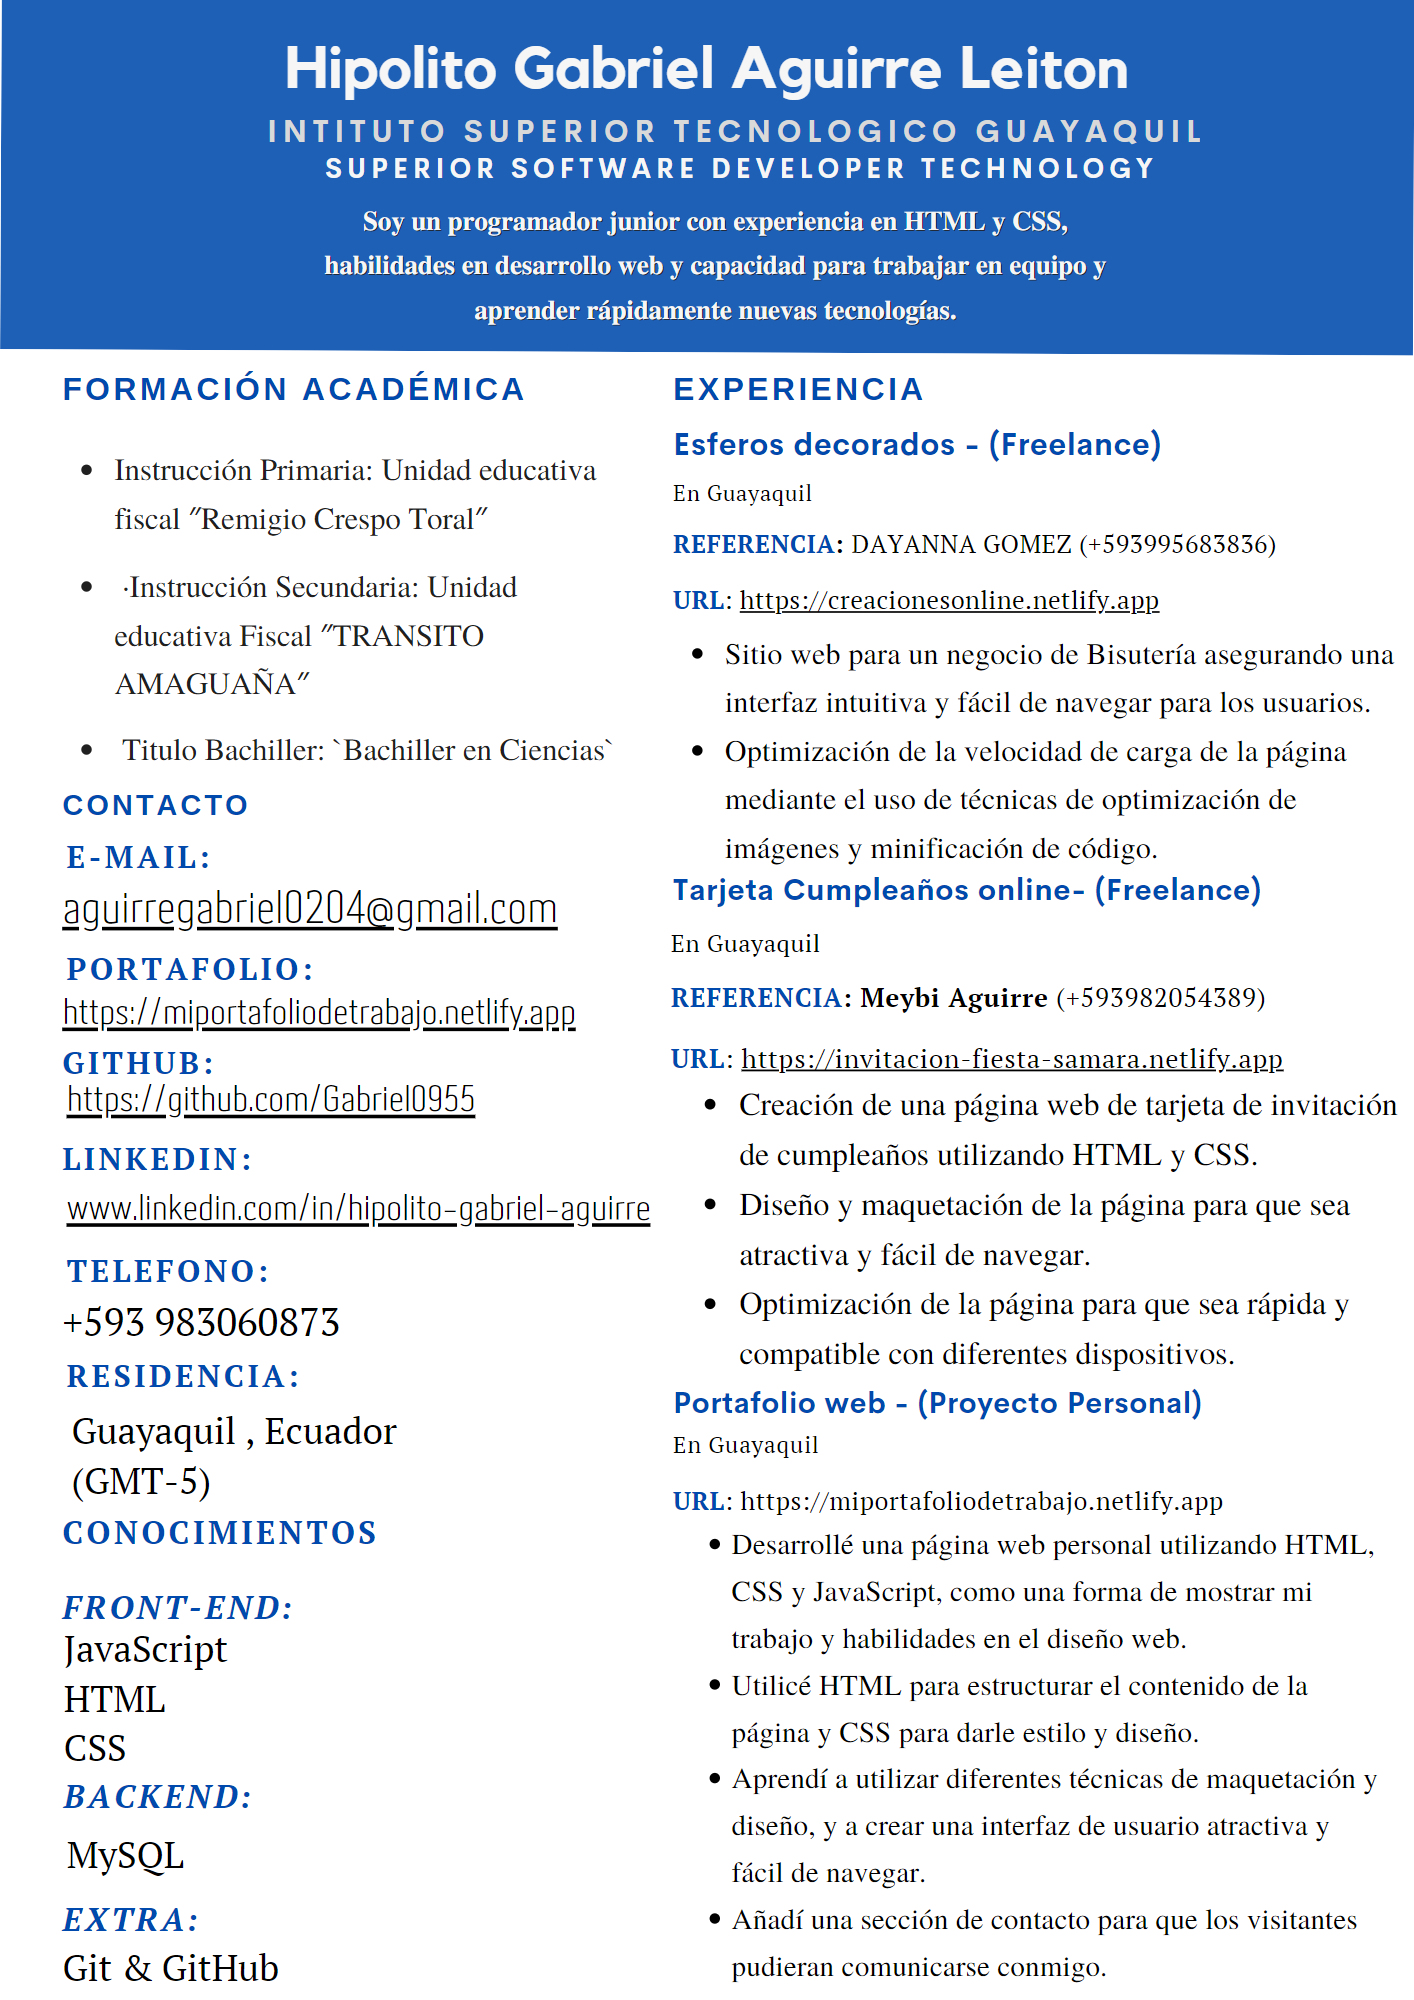 Hipolito Gabriel Aguirre Leiton
INTITUTO SUPERIOR TECNOLOGICO GUAYAQUIL
SUPERIOR SOFTWARE DEVELOPER TECHNOLOGY
Soy un programador junior con experiencia en HTML y CSS,
habilidades en desarrollo web y capacidad para trabajar en equipo y
aprender rápidamente nuevas tecnologías.
FORMACIÓN ACADÉMICA
• Instrucción Primaria: Unidad educativa
fiscal ″Remigio Crespo Toral″
• ·Instrucción Secundaria: Unidad
educativa Fiscal ″TRANSITO
AMAGUAÑA″
• Titulo Bachiller: `Bachiller en Ciencias`
CONTACTO
E-MAIL:
aguirregabriel0204@gmail.com
PORTAFOLIO:
https://miportafoliodetrabajo.netlify.app
GITHUB:
https://github.com/Gabriel0955
LINKEDIN:
www.linkedin.com/in/hipolito-gabriel-aguirre
TELEFONO:
+593 983060873
RESIDENCIA:
Guayaquil , Ecuador
(GMT-5)
CONOCIMIENTOS
FRONT-END:
JavaScript
HTML
CSS
BACKEND:
MySQL
EXTRA:
Git & GitHub
EXPERIENCIA
Esferos decorados - (Freelance)
En Guayaquil
REFERENCIA: DAYANNA GOMEZ (+593995683836)
URL: https://creacionesonline.netlify.app
• Sitio web para un negocio de Bisutería asegurando una
interfaz intuitiva y fácil de navegar para los usuarios.
• Optimización de la velocidad de carga de la página
mediante el uso de técnicas de optimización de
imágenes y minificación de código.
Tarjeta Cumpleaños online- (Freelance)
En Guayaquil
REFERENCIA: Meybi Aguirre (+593982054389)
URL: https://invitacion-fiesta-samara.netlify.app
• Creación de una página web de tarjeta de invitación
de cumpleaños utilizando HTML y CSS.
• Diseño y maquetación de la página para que sea
atractiva y fácil de navegar.
• Optimización de la página para que sea rápida y
compatible con diferentes dispositivos.
Portafolio web - (Proyecto Personal)
En Guayaquil
URL: https://miportafoliodetrabajo.netlify.app
• Desarrollé una página web personal utilizando HTML,
CSS y JavaScript, como una forma de mostrar mi
trabajo y habilidades en el diseño web.
• Utilicé HTML para estructurar el contenido de la
página y CSS para darle estilo y diseño.
• Aprendí a utilizar diferentes técnicas de maquetación y
diseño, y a crear una interfaz de usuario atractiva y
fácil de navegar.
• Añadí una sección de contacto para que los visitantes
pudieran comunicarse conmigo.